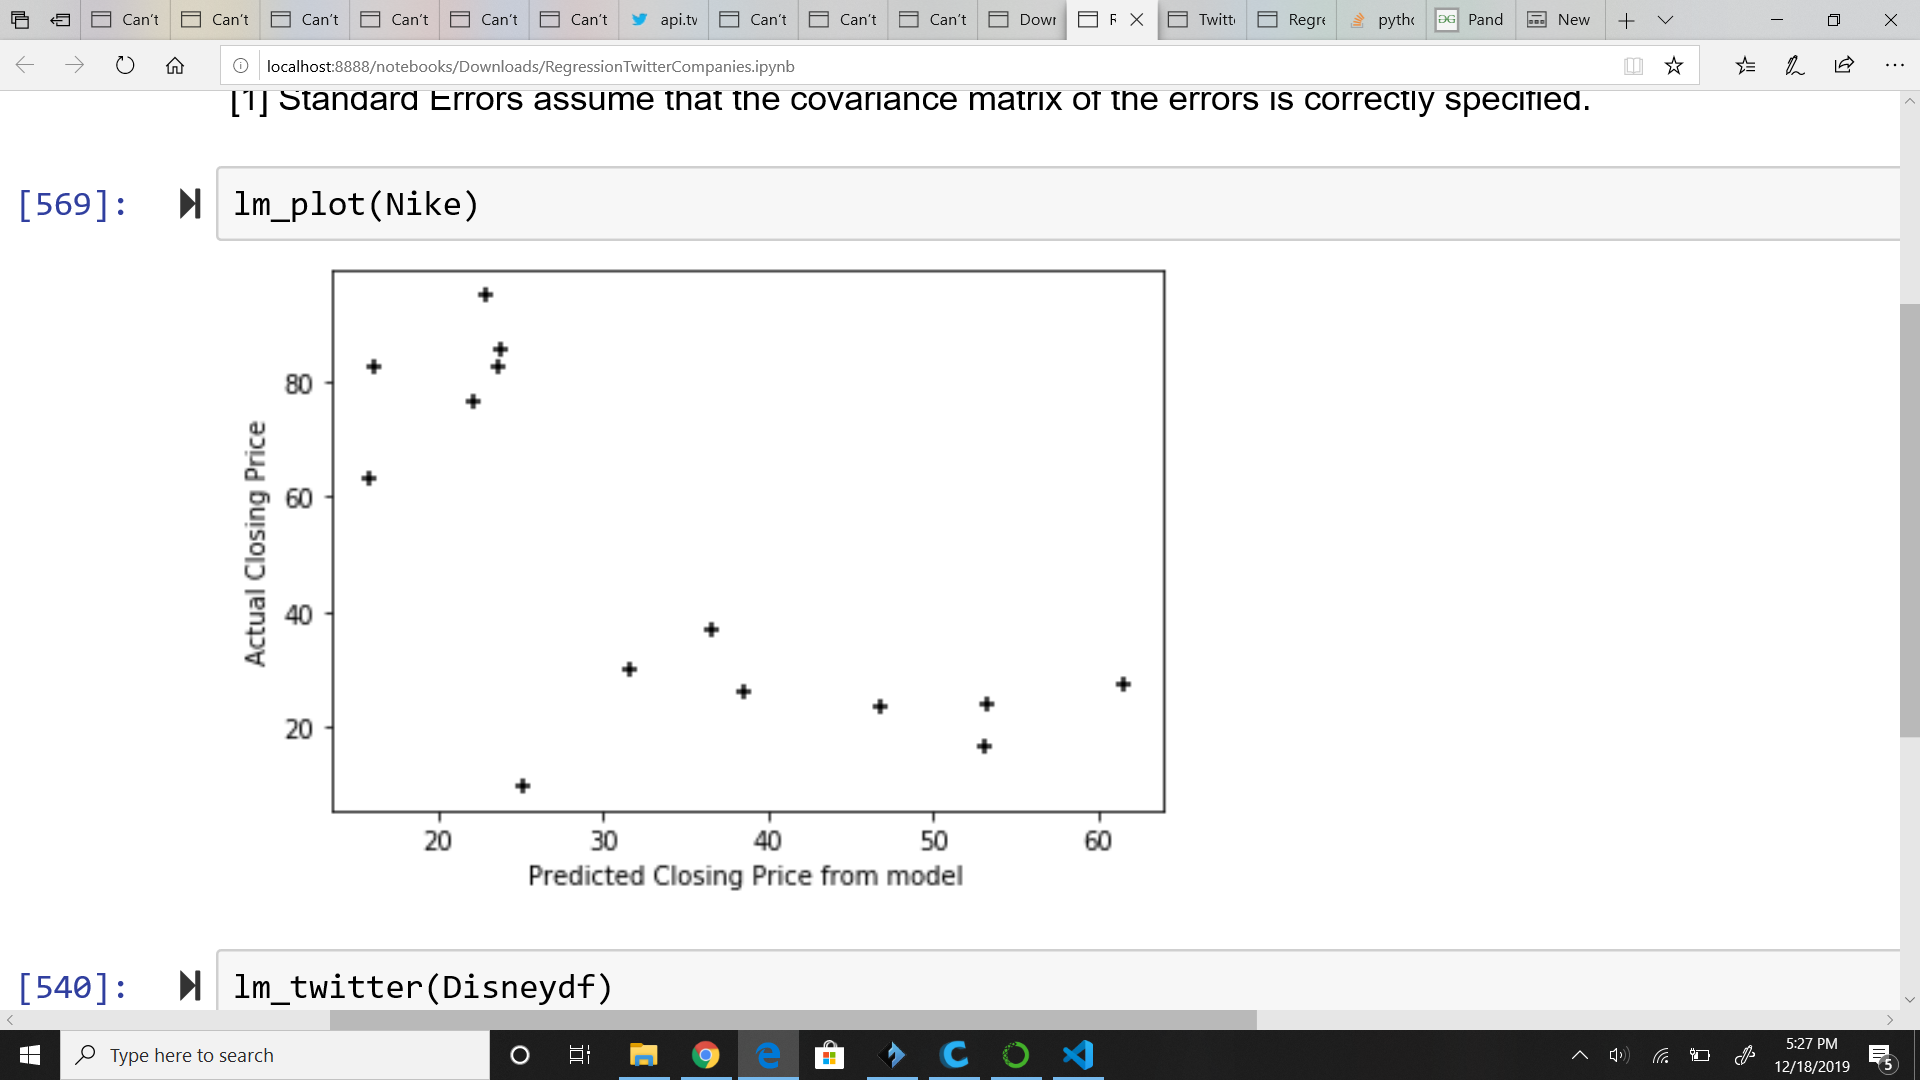 Can't Can't Can't Can't Can't Can't api.tw Can't Can't Can't Dowr R Twitt Regre pytho Pand New
localhost:8888/notebooks/Downloads/RegressionTwitterCompanies.ipynb
[1] Standard Errors assume that the covariance matrix of the errors is correctly specified.
[569]: lm_plot(Nike)
Actual Closing Price
80
60
40
20
20 30 40 50 60
Predicted Closing Price from model
[540]: lm_twitter(Disneydf)
Type here to search
5:27 PM
12/18/2019
5